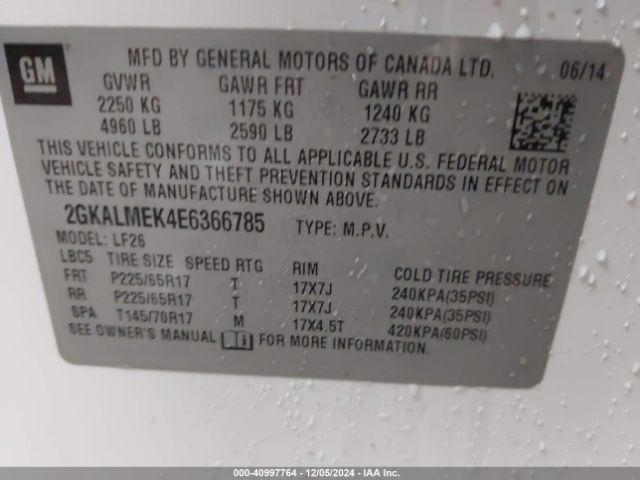 GM
MFD BY GENERAL MOTORS OF CANADA LTD. 06/14
GVWR GAWR FRT GAWR RR
2250 KG 1175 KG 1240 KG
4960 LB 2590 LB 2733 LB
THIS VEHICLE CONFORMS TO ALL APPLICABLE U.S. FEDERAL MOTOR
VEHICLE SAFETY AND THEFT PREVENTION STANDARDS IN EFFECT ON
THE DATE OF MANUFACTURE SHOWN ABOVE.
2GKALMEK4E6366785 TYPE: M.P.V.
MODEL: LF26
LBC5 TIRE SIZE SPEED RTG RIM COLD TIRE PRESSURE
FRT P225/65R17 T 17X7J 240KPA(35PSI)
RR P225/65R17 T 17X7J 240KPA(35PSI)
SPA T145/70R17 M 17X4.5T 420KPA(60PSI)
SEE OWNER'S MANUAL i FOR MORE INFORMATION.
000-40997764 - 12/05/2024 - IAA Inc.